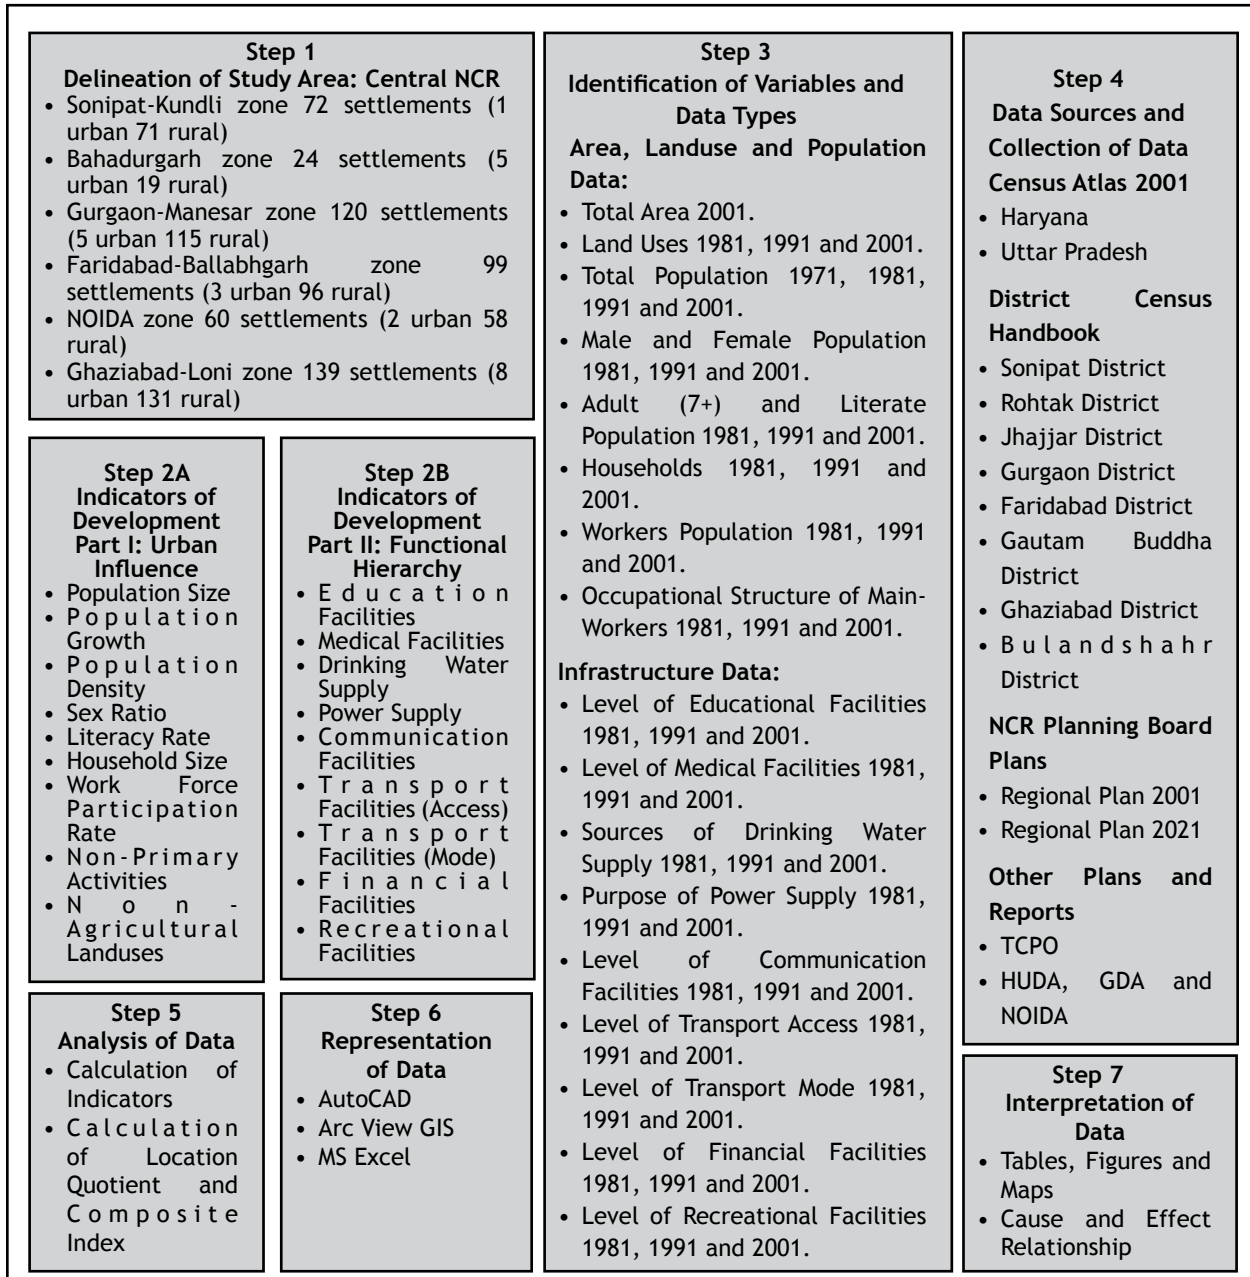 Step 1
Delineation of Study Area: Central NCR
• Sonipat-Kundli zone 72 settlements (1
urban 71 rural)
• Bahadurgarh zone 24 settlements (5
urban 19 rural)
• Gurgaon-Manesar zone 120 settlements
(5 urban 115 rural)
• Faridabad-Ballabhgarh zone 99
settlements (3 urban 96 rural)
• NOIDA zone 60 settlements (2 urban 58
rural)
• Ghaziabad-Loni zone 139 settlements (8
urban 131 rural)
Step 2A
Indicators of
Development
Part I: Urban
Influence
• Population Size
• Population
Growth
• Population
Density
• Sex Ratio
• Literacy Rate
• Household Size
• Work Force
Participation
Rate
• Non-Primary
Activities
• Non-
Agricultural
Landuses
Step 2B
Indicators of
Development
Part II: Functional
Hierarchy
• Education
Facilities
• Medical Facilities
• Drinking Water
Supply
• Power Supply
• Communication
Facilities
• Transport
Facilities (Access)
• Transport
Facilities (Mode)
• Financial
Facilities
• Recreational
Facilities
Step 3
Identification of Variables and
Data Types
Area, Landuse and Population
Data:
• Total Area 2001.
• Land Uses 1981, 1991 and 2001.
• Total Population 1971, 1981,
1991 and 2001.
• Male and Female Population
1981, 1991 and 2001.
• Adult (7+) and Literate
Population 1981, 1991 and 2001.
• Households 1981, 1991 and
2001.
• Workers Population 1981, 1991
and 2001.
• Occupational Structure of Main-
Workers 1981, 1991 and 2001.
Infrastructure Data:
• Level of Educational Facilities
1981, 1991 and 2001.
• Level of Medical Facilities 1981,
1991 and 2001.
• Sources of Drinking Water
Supply 1981, 1991 and 2001.
• Purpose of Power Supply 1981,
1991 and 2001.
• Level of Communication
Facilities 1981, 1991 and 2001.
• Level of Transport Access 1981,
1991 and 2001.
• Level of Transport Mode 1981,
1991 and 2001.
• Level of Financial Facilities
1981, 1991 and 2001.
• Level of Recreational Facilities
1981, 1991 and 2001.
Step 4
Data Sources and
Collection of Data
Census Atlas 2001
• Haryana
• Uttar Pradesh
District Census
Handbook
• Sonipat District
• Rohtak District
• Jhajjar District
• Gurgaon District
• Faridabad District
• Gautam Buddha
District
• Ghaziabad District
• Bulandshahr
District
NCR Planning Board
Plans
• Regional Plan 2001
• Regional Plan 2021
Other Plans and
Reports
• TCPO
• HUDA, GDA and
NOIDA
Step 5
Analysis of Data
• Calculation of
Indicators
• Calculation
of Location
Quotient and
Composite
Index
Step 6
Representation
of Data
• AutoCAD
• Arc View GIS
• MS Excel
Step 7
Interpretation of
Data
• Tables, Figures and
Maps
• Cause and Effect
Relationship